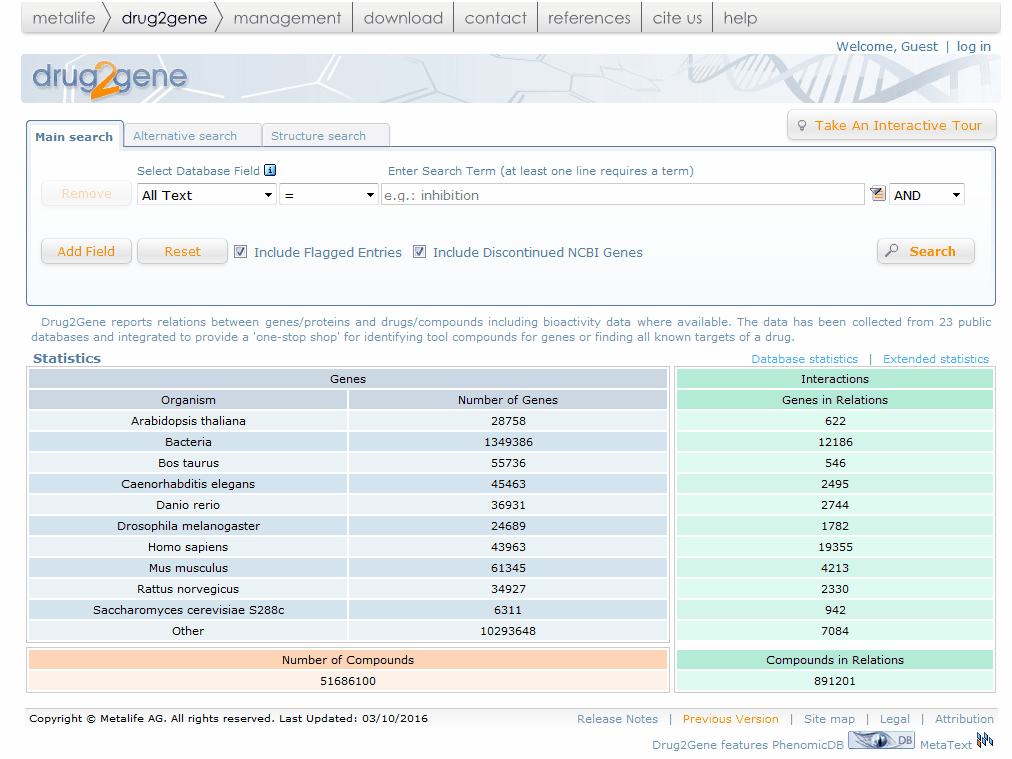 metalife drug2gene management download contact references cite us help
Welcome, Guest | log in
drug2gene
Take An Interactive Tour
Main search Alternative search Structure search
Select Database Field Enter Search Term (at least one line requires a term)
Remove All Text = e.g.: inhibition AND
Add Field Reset Include Flagged Entries Include Discontinued NCBI Genes Search
Drug2Gene reports relations between genes/proteins and drugs/compounds including bioactivity data where available. The data has been collected from 23 public
databases and integrated to provide a 'one-stop shop' for identifying tool compounds for genes or finding all known targets of a drug.
Statistics Database statistics | Extended statistics
Genes Interactions
Organism Number of Genes Genes in Relations
Arabidopsis thaliana 28758 622
Bacteria 1349386 12186
Bos taurus 55736 546
Caenorhabditis elegans 45463 2495
Danio rerio 36931 2744
Drosophila melanogaster 24689 1782
Homo sapiens 43963 19355
Mus musculus 61345 4213
Rattus norvegicus 34927 2330
Saccharomyces cerevisiae S288c 6311 942
Other 10293648 7084
Number of Compounds Compounds in Relations
51686100 891201
Copyright © Metalife AG. All rights reserved. Last Updated: 03/10/2016 Release Notes | Previous Version | Site map | Legal | Attribution
Drug2Gene features PhenomicDB DB MetaText